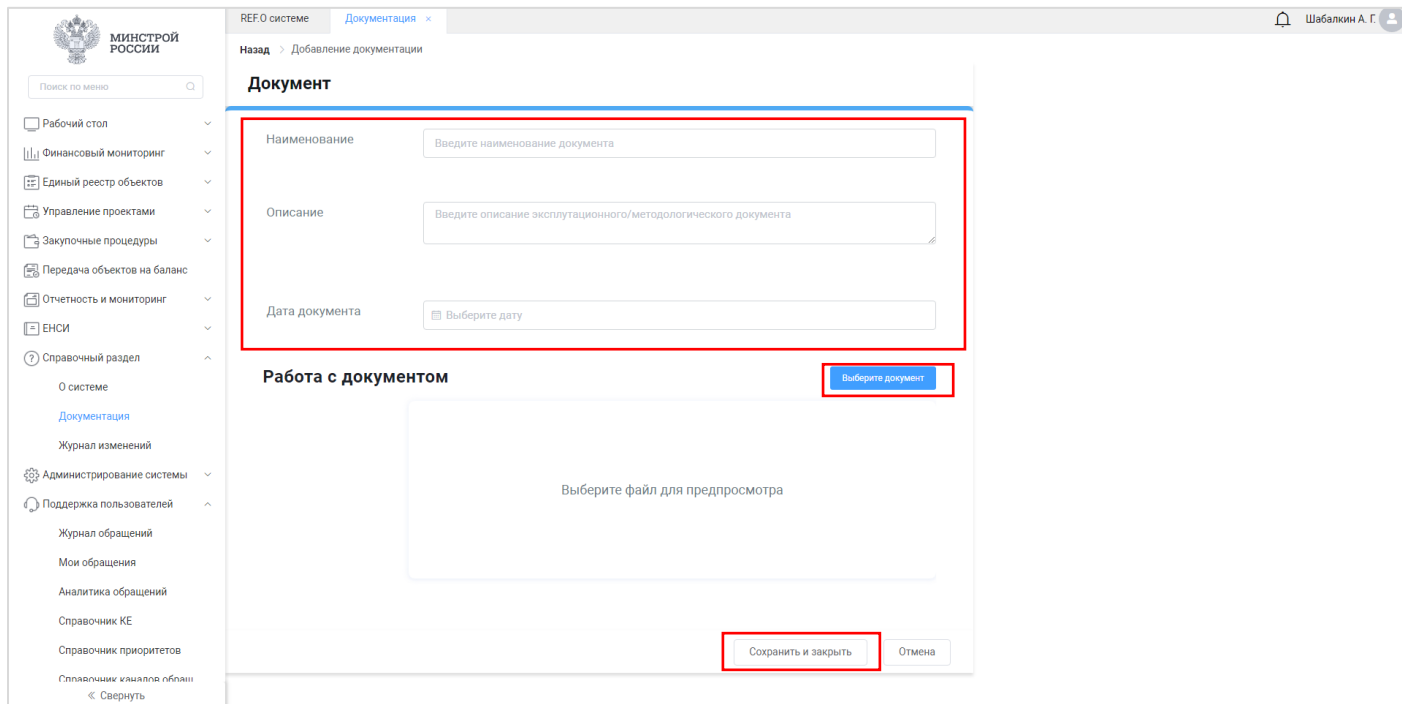 МИНСТРОЙ
РОССИИ
Поиск по меню
Рабочий стол
Финансовый мониторинг
Единый реестр объектов
Управление проектами
Закупочные процедуры
Передача объектов на баланс
Отчетность и мониторинг
ЕНСИ
Справочный раздел
О системе
Документация
Журнал изменений
Администрирование системы
Поддержка пользователей
Журнал обращений
Мои обращения
Аналитика обращений
Справочник КЕ
Справочник приоритетов
Справочник каналов обращ
« Свернуть
REF.О системе
Документация ×
Шабалкин А. Г.
Назад > Добавление документации
Документ
Наименование
Введите наименование документа
Описание
Введите описание эксплутационного/методологического документа
Дата документа
Выберите дату
Работа с документом
Выберите документ
Выберите файл для предпросмотра
Сохранить и закрыть
Отмена